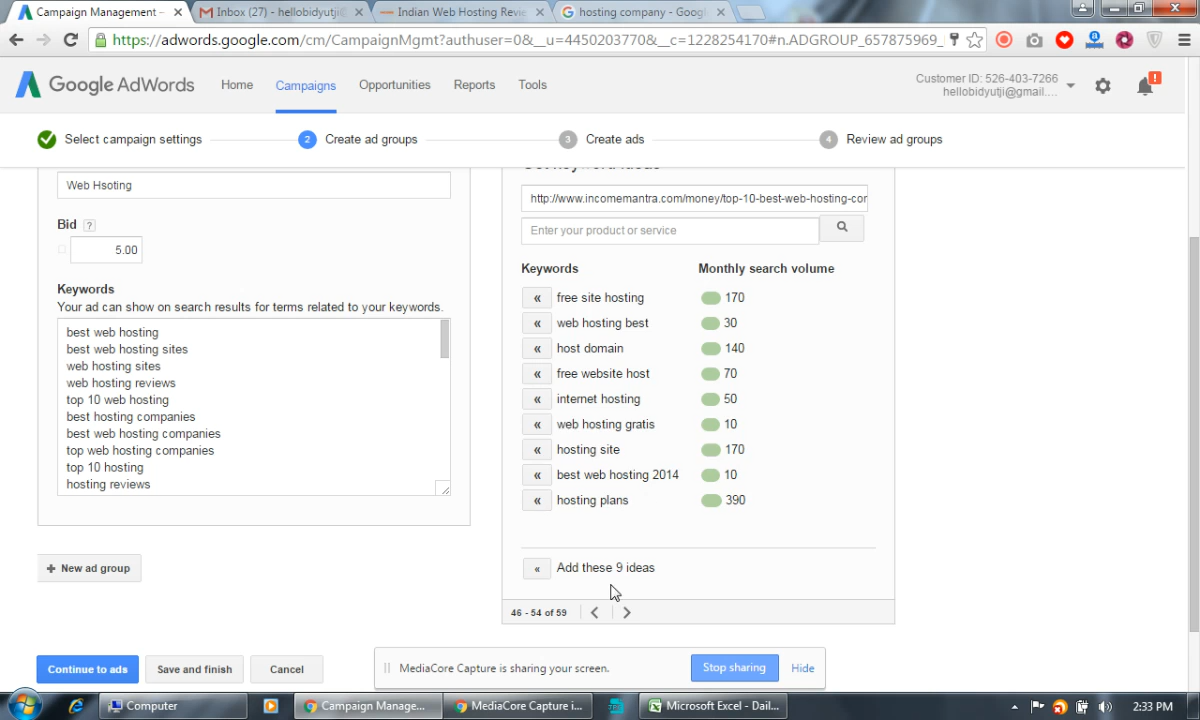 Campaign Management –
Inbox (27) - hellobidyutji@
Indian Web Hosting Revie
hosting company - Googl
https://adwords.google.com/cm/CampaignMgmt?authuser=0&__u=4450203770&__c=1228254170#n.ADGROUP_657875969_
Google AdWords
Home
Campaigns
Opportunities
Reports
Tools
Customer ID: 526-403-7266
hellobidyutji@gmail....
!
Select campaign settings
2
Create ad groups
3
Create ads
4
Review ad groups
Web Hsoting
http://www.incomemantra.com/money/top-10-best-web-hosting-cor
Bid ?
Enter your product or service
5.00
Keywords
Your ad can show on search results for terms related to your keywords.
best web hosting
best web hosting sites
web hosting sites
web hosting reviews
top 10 web hosting
best hosting companies
best web hosting companies
top web hosting companies
top 10 hosting
hosting reviews
Keywords Monthly search volume
« free site hosting 170
« web hosting best 30
« host domain 140
« free website host 70
« internet hosting 50
« web hosting gratis 10
« hosting site 170
« best web hosting 2014 10
« hosting plans 390
« Add these 9 ideas
46 - 54 of 59
+ New ad group
Continue to ads
Save and finish
Cancel
MediaCore Capture is sharing your screen.
Stop sharing
Hide
Computer
Campaign Manage...
MediaCore Capture i...
Microsoft Excel - Dail...
2:33 PM